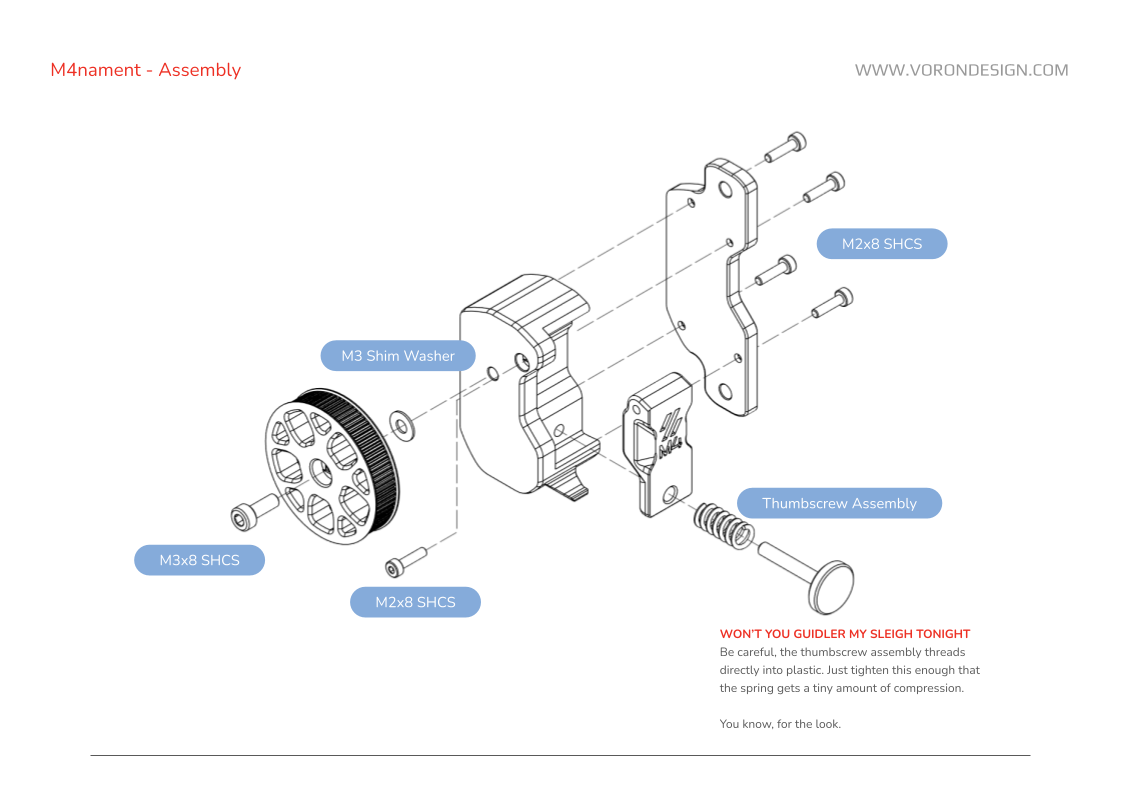 M4nament - Assembly
WWW.VORONDESIGN.COM
M2x8 SHCS
M3 Shim Washer
M4
Thumbscrew Assembly
M3x8 SHCS
M2x8 SHCS
WON'T YOU GUIDLER MY SLEIGH TONIGHT
Be careful, the thumbscrew assembly threads
directly into plastic. Just tighten this enough that
the spring gets a tiny amount of compression.
You know, for the look.